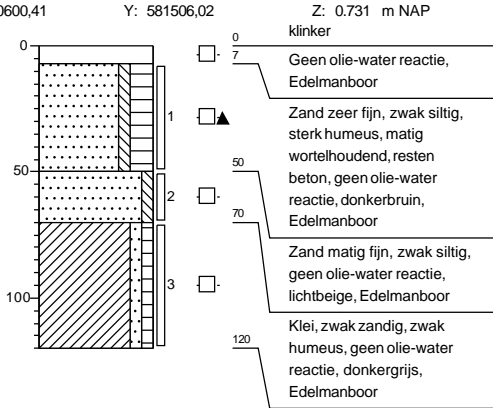 0600,41 Y: 581506,02 Z: 0.731 m NAP
0
50
100
1
2
3
0
klinker
7
Geen olie-water reactie,
Edelmanboor
Zand zeer fijn, zwak siltig,
sterk humeus, matig
wortelhoudend, resten
beton, geen olie-water
reactie, donkerbruin,
Edelmanboor
50
Zand matig fijn, zwak siltig,
geen olie-water reactie,
lichtbeige, Edelmanboor
70
Klei, zwak zandig, zwak
humeus, geen olie-water
reactie, donkergrijs,
Edelmanboor
120